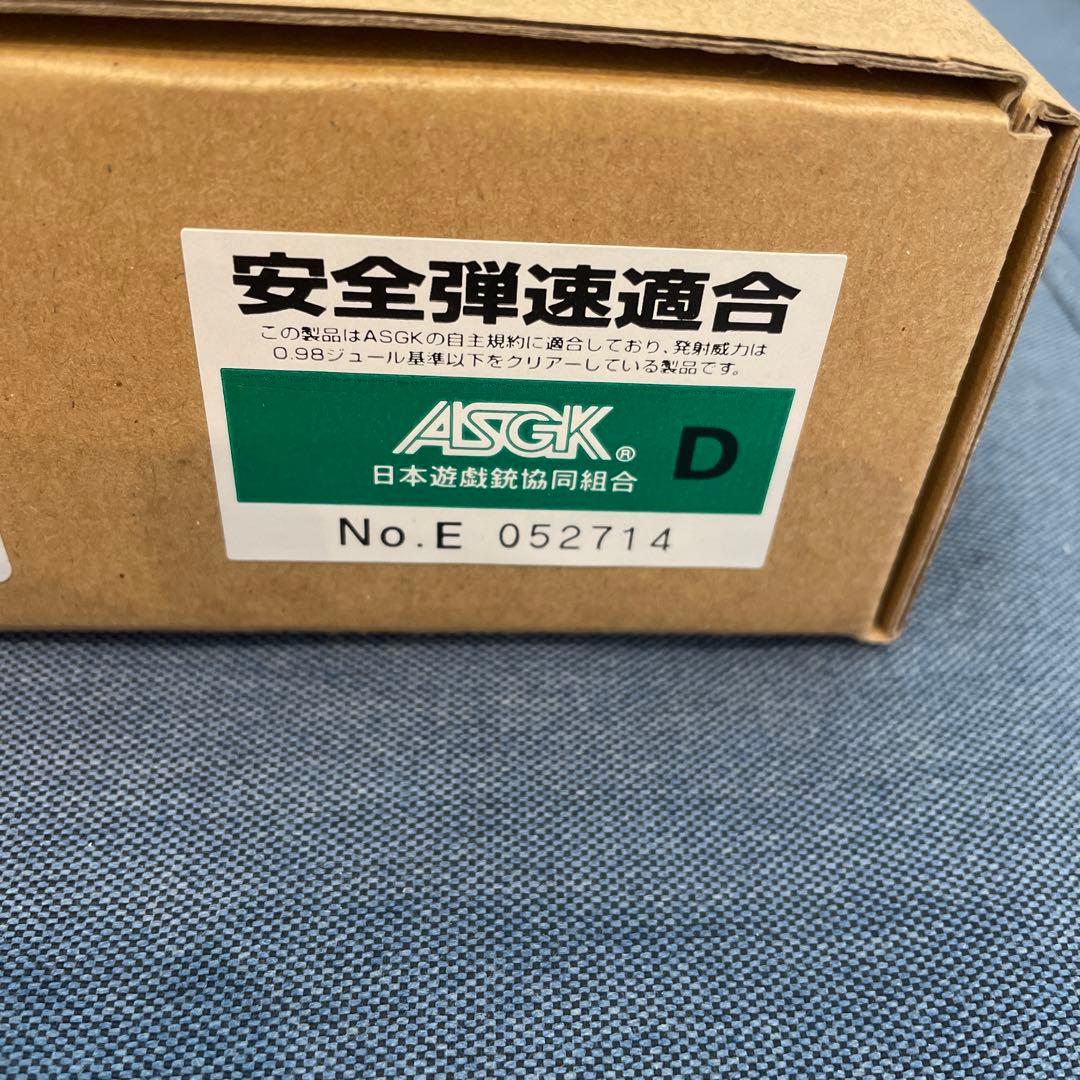 安全弾速適合
この製品はASGKの自主規約に適合しており、発射威力は
0.98ジュール基準以下をクリアーしている製品です。
ASGK® D
日本遊戯銃協同組合
No.E 052714